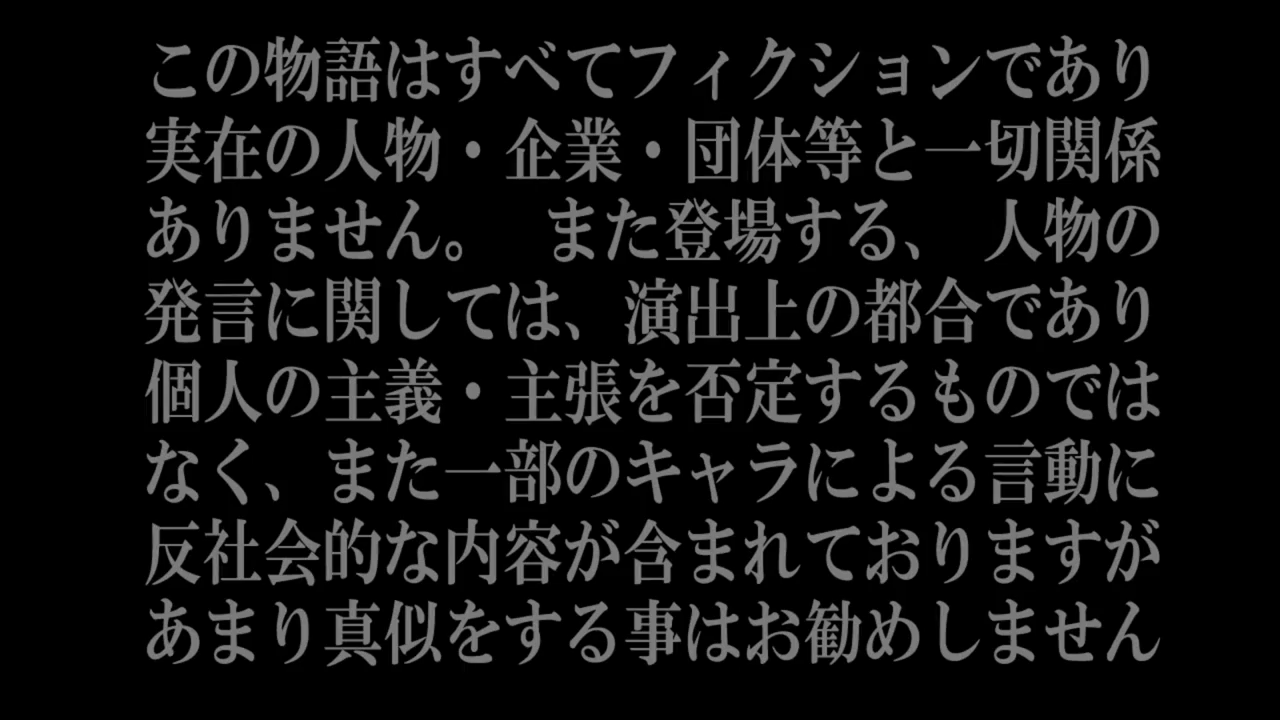 この物語はすべてフィクションであり
実在の人物・企業・団体等と一切関係
ありません。　また登場する、　人物の
発言に関しては、演出上の都合であり
個人の主義・主張を否定するものでは
なく、また一部のキャラによる言動に
反社会的な内容が含まれておりますが
あまり真似をする事はお勧めしません